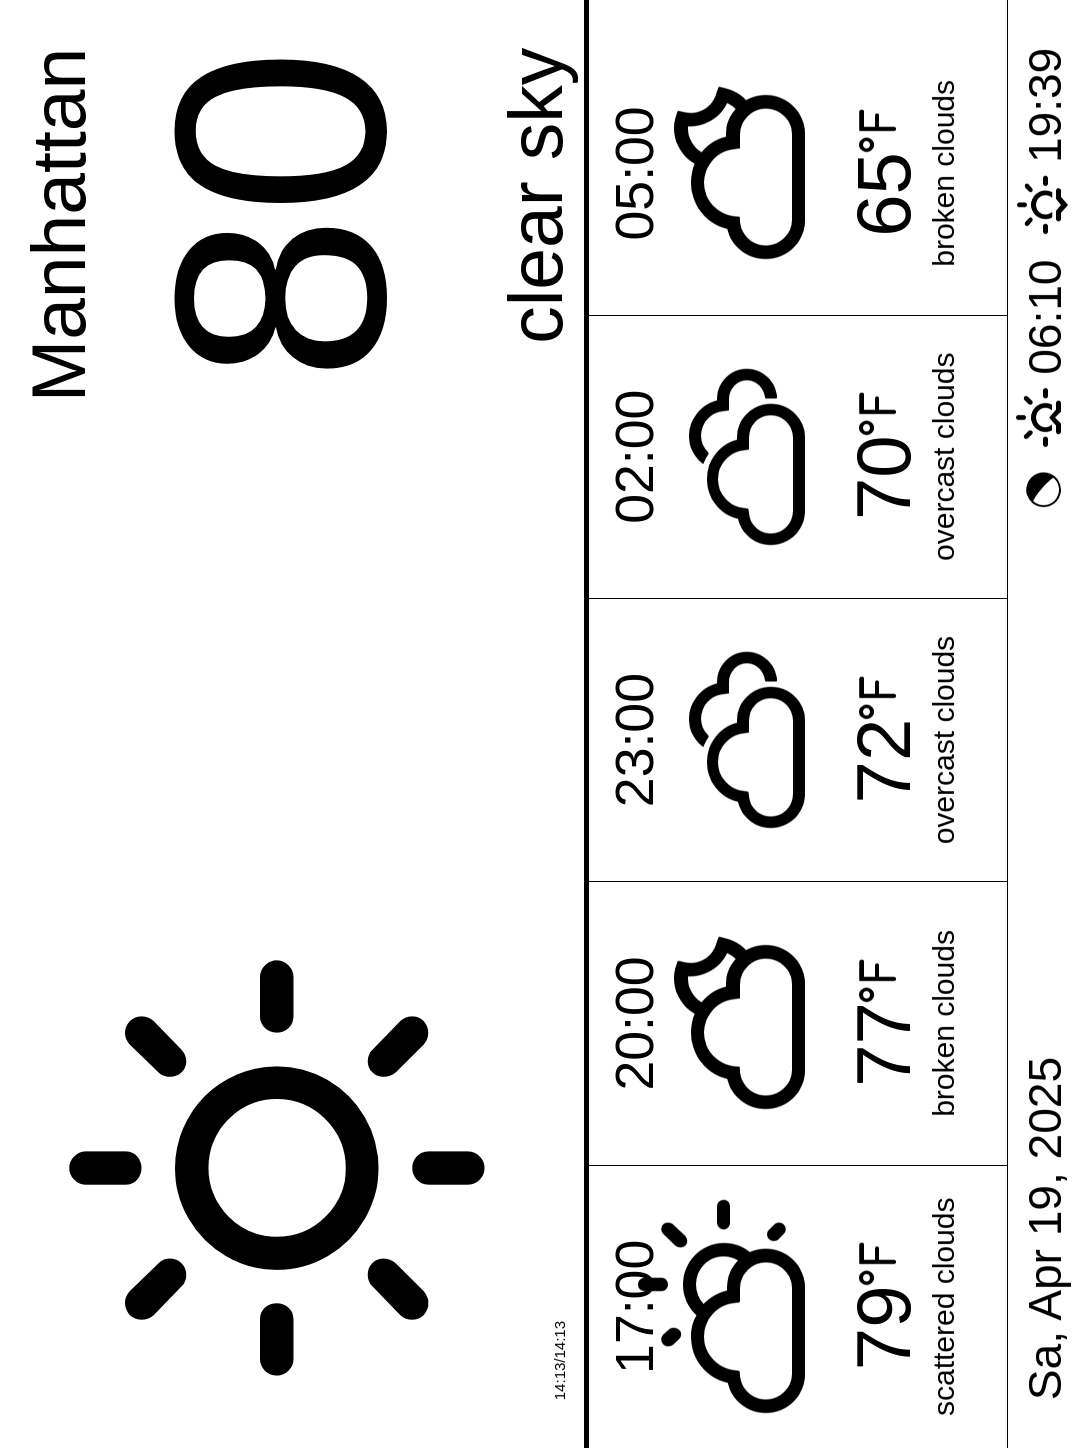 Manhattan
80
clear sky
14:13/14:13
17:00
79°F
scattered clouds
20:00
77°F
broken clouds
23:00
72°F
overcast clouds
02:00
70°F
overcast clouds
05:00
65°F
broken clouds
Sa, Apr 19, 2025
06:10
19:39